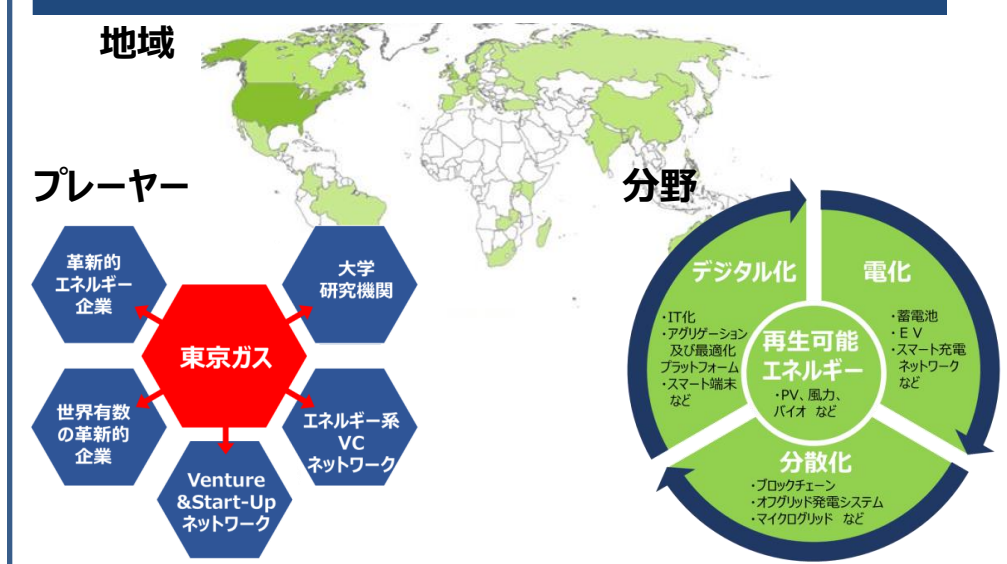 地域
プレーヤー
革新的
エネルギー
企業
大学
研究機関
東京ガス
世界有数
の革新的
企業
エネルギー系
VC
ネットワーク
Venture
&Start-Up
ネットワーク
分野
デジタル化
・IT化
・アグリゲーション
及び最適化
プラットフォーム
・スマート端末
など
電化
・蓄電池
・ＥＶ
・スマート充電
ネットワーク
など
再生可能
エネルギー
・PV、風力、
バイオ など
分散化
・ブロックチェーン
・オフグリッド発電システム
・マイクログリッド など